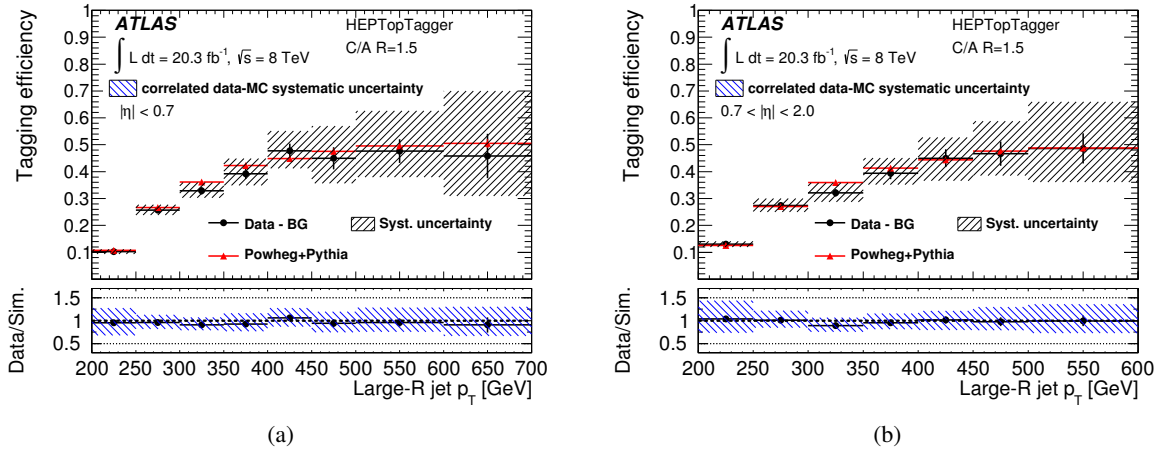 ATLAS
HEPTopTagger
∫ L dt = 20.3 fb⁻¹, √s = 8 TeV
C/A R=1.5
correlated data-MC systematic uncertainty
|η| < 0.7
Data - BG
Syst. uncertainty
Powheg+Pythia
Tagging efficiency
1
0.9
0.8
0.7
0.6
0.5
0.4
0.3
0.2
0.1
Data/Sim.
1.5
1
0.5
200 250 300 350 400 450 500 550 600 650 700
Large-R jet p_T [GeV]
(a)
ATLAS
HEPTopTagger
∫ L dt = 20.3 fb⁻¹, √s = 8 TeV
C/A R=1.5
correlated data-MC systematic uncertainty
0.7 < |η| < 2.0
Data - BG
Syst. uncertainty
Powheg+Pythia
Tagging efficiency
1
0.9
0.8
0.7
0.6
0.5
0.4
0.3
0.2
0.1
Data/Sim.
1.5
1
0.5
200 250 300 350 400 450 500 550 600
Large-R jet p_T [GeV]
(b)